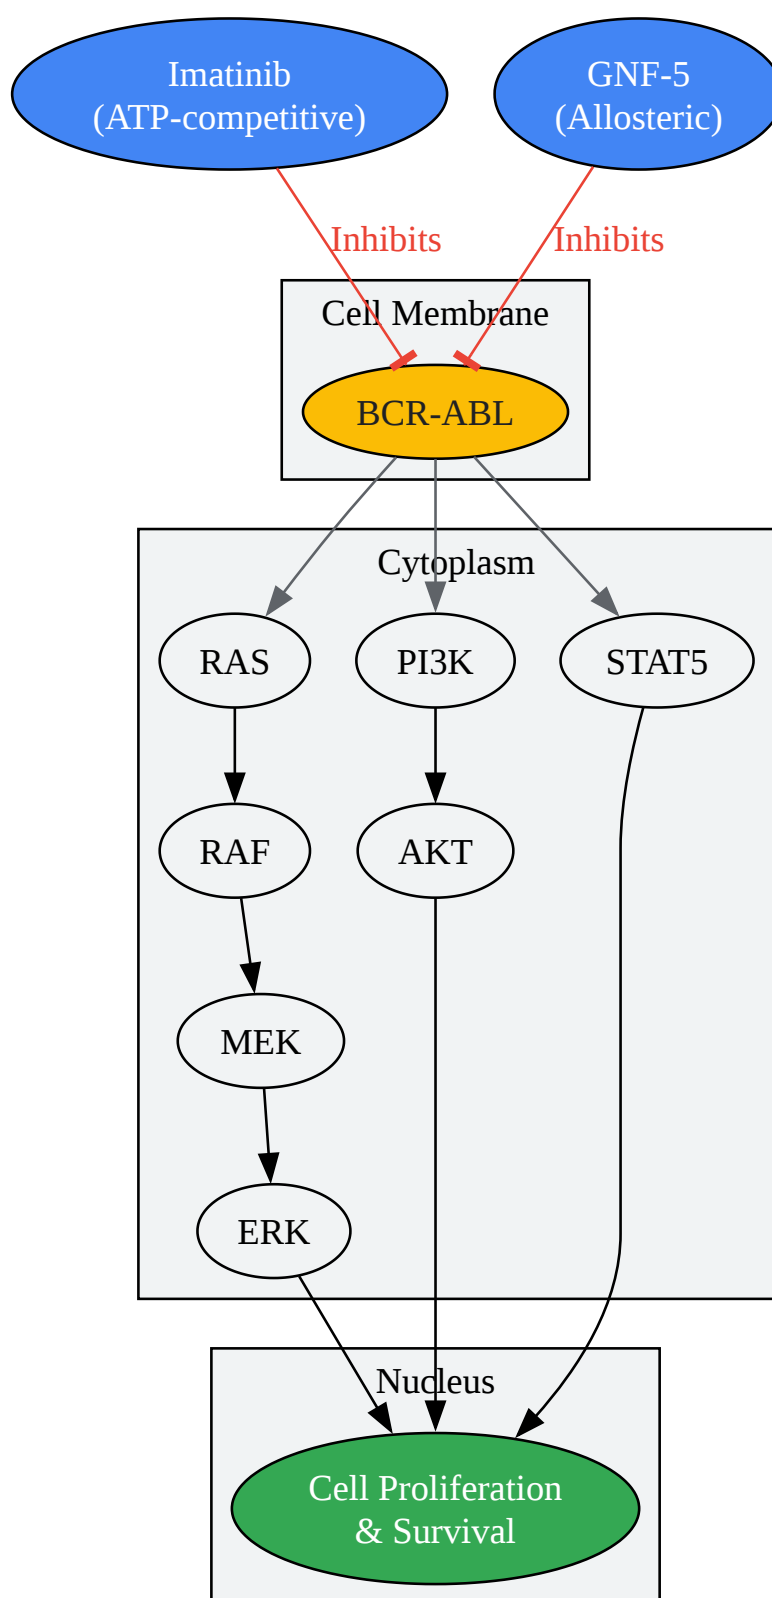 Imatinib
(ATP-competitive)
GNF-5
(Allosteric)
Inhibits
Inhibits
Cell Membrane
BCR-ABL
Cytoplasm
RAS
PI3K
STAT5
RAF
AKT
MEK
ERK
Nucleus
Cell Proliferation
& Survival